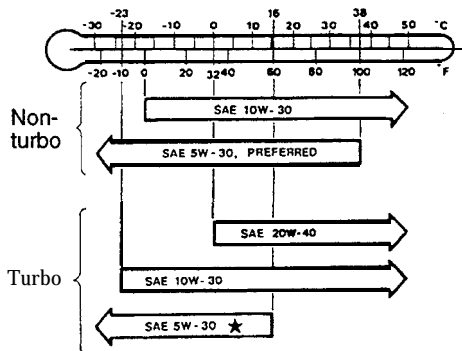 -23 16 38
-30 -20 -10 0 10 20 30 40 50 °C
-20 -10 0 32 40 60 80 100 120 °F
Non-
turbo
SAE 10W-30
SAE 5W-30, PREFERRED
Turbo
SAE 20W-40
SAE 10W-30
SAE 5W-30 ★